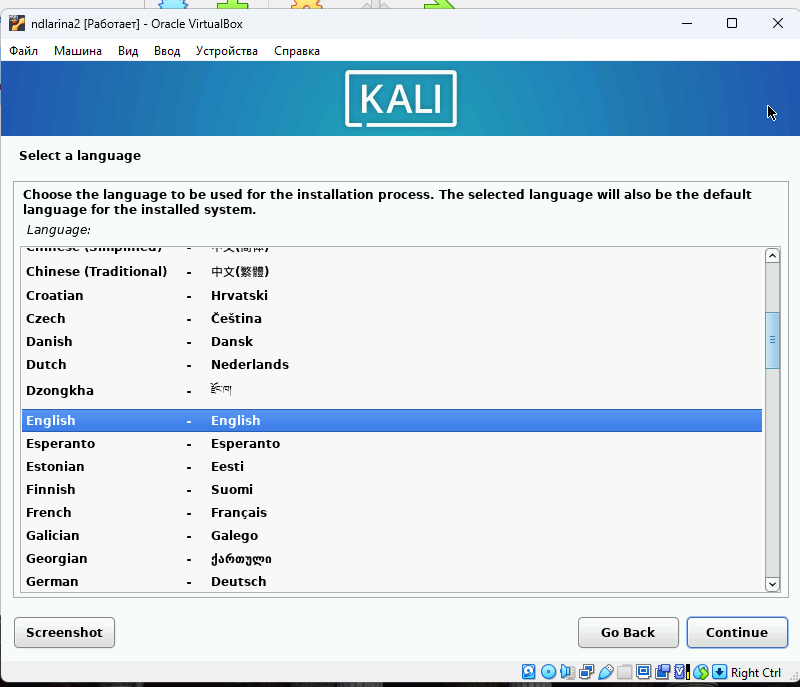 ndlarina2 [Работает] - Oracle VirtualBox
Файл Машина Вид Ввод Устройства Справка
KALI
Select a language
Choose the language to be used for the installation process. The selected language will also be the default
language for the installed system.
Language:
Chinese (Simplified) - 中文(简体)
Chinese (Traditional) - 中文(繁體)
Croatian - Hrvatski
Czech - Čeština
Danish - Dansk
Dutch - Nederlands
Dzongkha - རྫོང་ཁ།
English - English
Esperanto - Esperanto
Estonian - Eesti
Finnish - Suomi
French - Français
Galician - Galego
Georgian - ქართული
German - Deutsch
Screenshot Go Back Continue
Right Ctrl